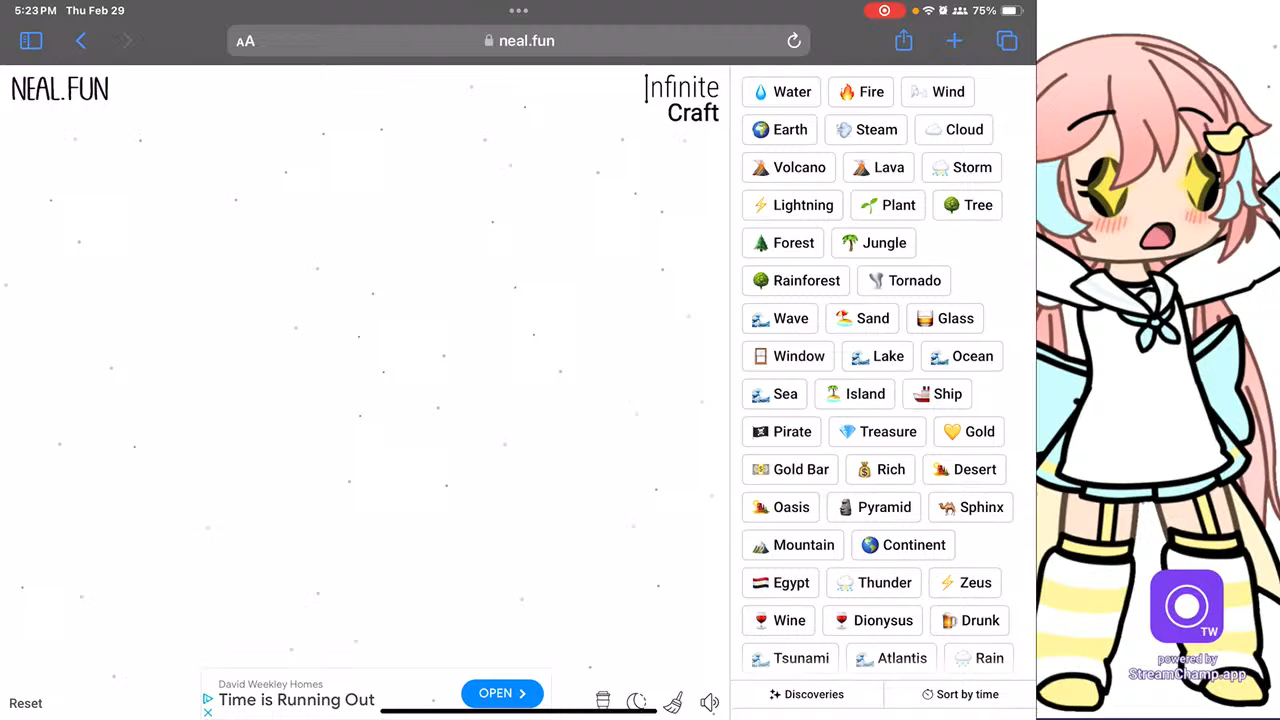 5:23 PM Thu Feb 29
75%
AA
neal.fun
NEAL.FUN
Infinite
Craft
Water Fire Wind
Earth Steam Cloud
Volcano Lava Storm
Lightning Plant Tree
Forest Jungle
Rainforest Tornado
Wave Sand Glass
Window Lake Ocean
Sea Island Ship
Pirate Treasure Gold
Gold Bar Rich Desert
Oasis Pyramid Sphinx
Mountain Continent
Egypt Thunder Zeus
Wine Dionysus Drunk
Tsunami Atlantis Rain
Discoveries Sort by time
Reset
David Weekley Homes
Time is Running Out
OPEN
TW
powered by
StreamChamp.app